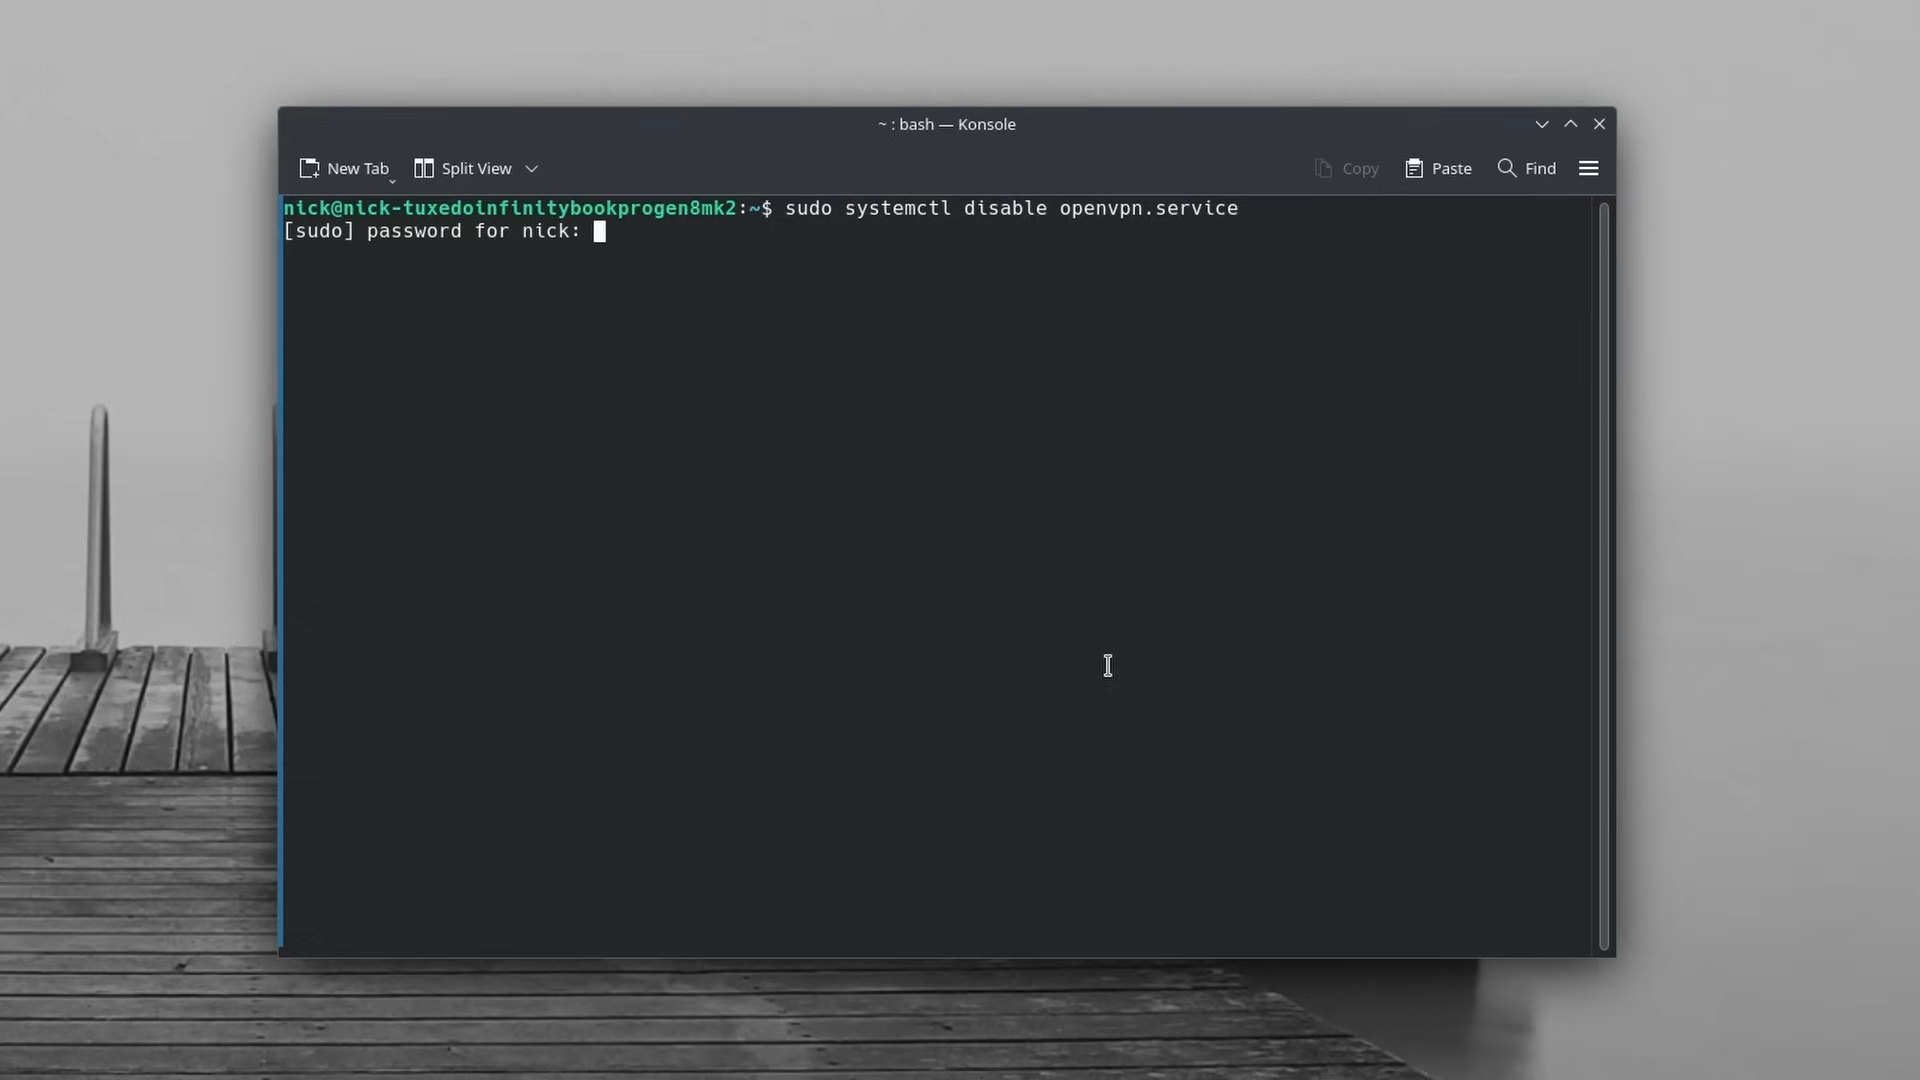 ~ : bash — Konsole
New Tab Split View Copy Paste Find
nick@nick-tuxedoinfinitybookprogen8mk2:~$ sudo systemctl disable openvpn.service
[sudo] password for nick: